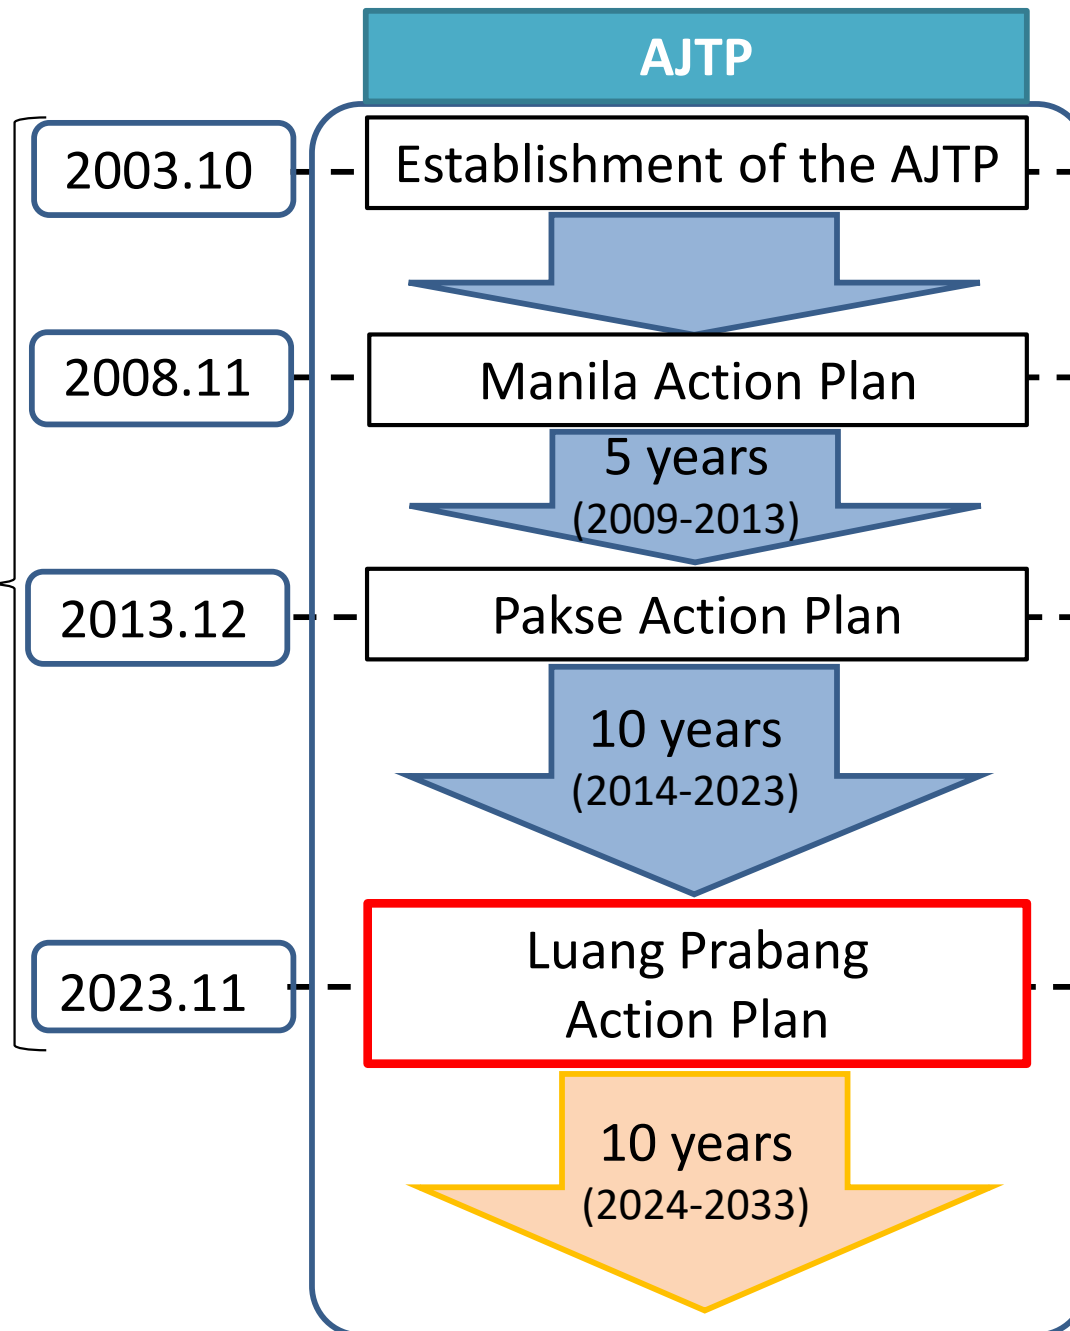 AJTP
2003.10
Establishment of the AJTP
2008.11
Manila Action Plan
5 years
(2009-2013)
2013.12
Pakse Action Plan
10 years
(2014-2023)
2023.11
Luang Prabang
Action Plan
10 years
(2024-2033)